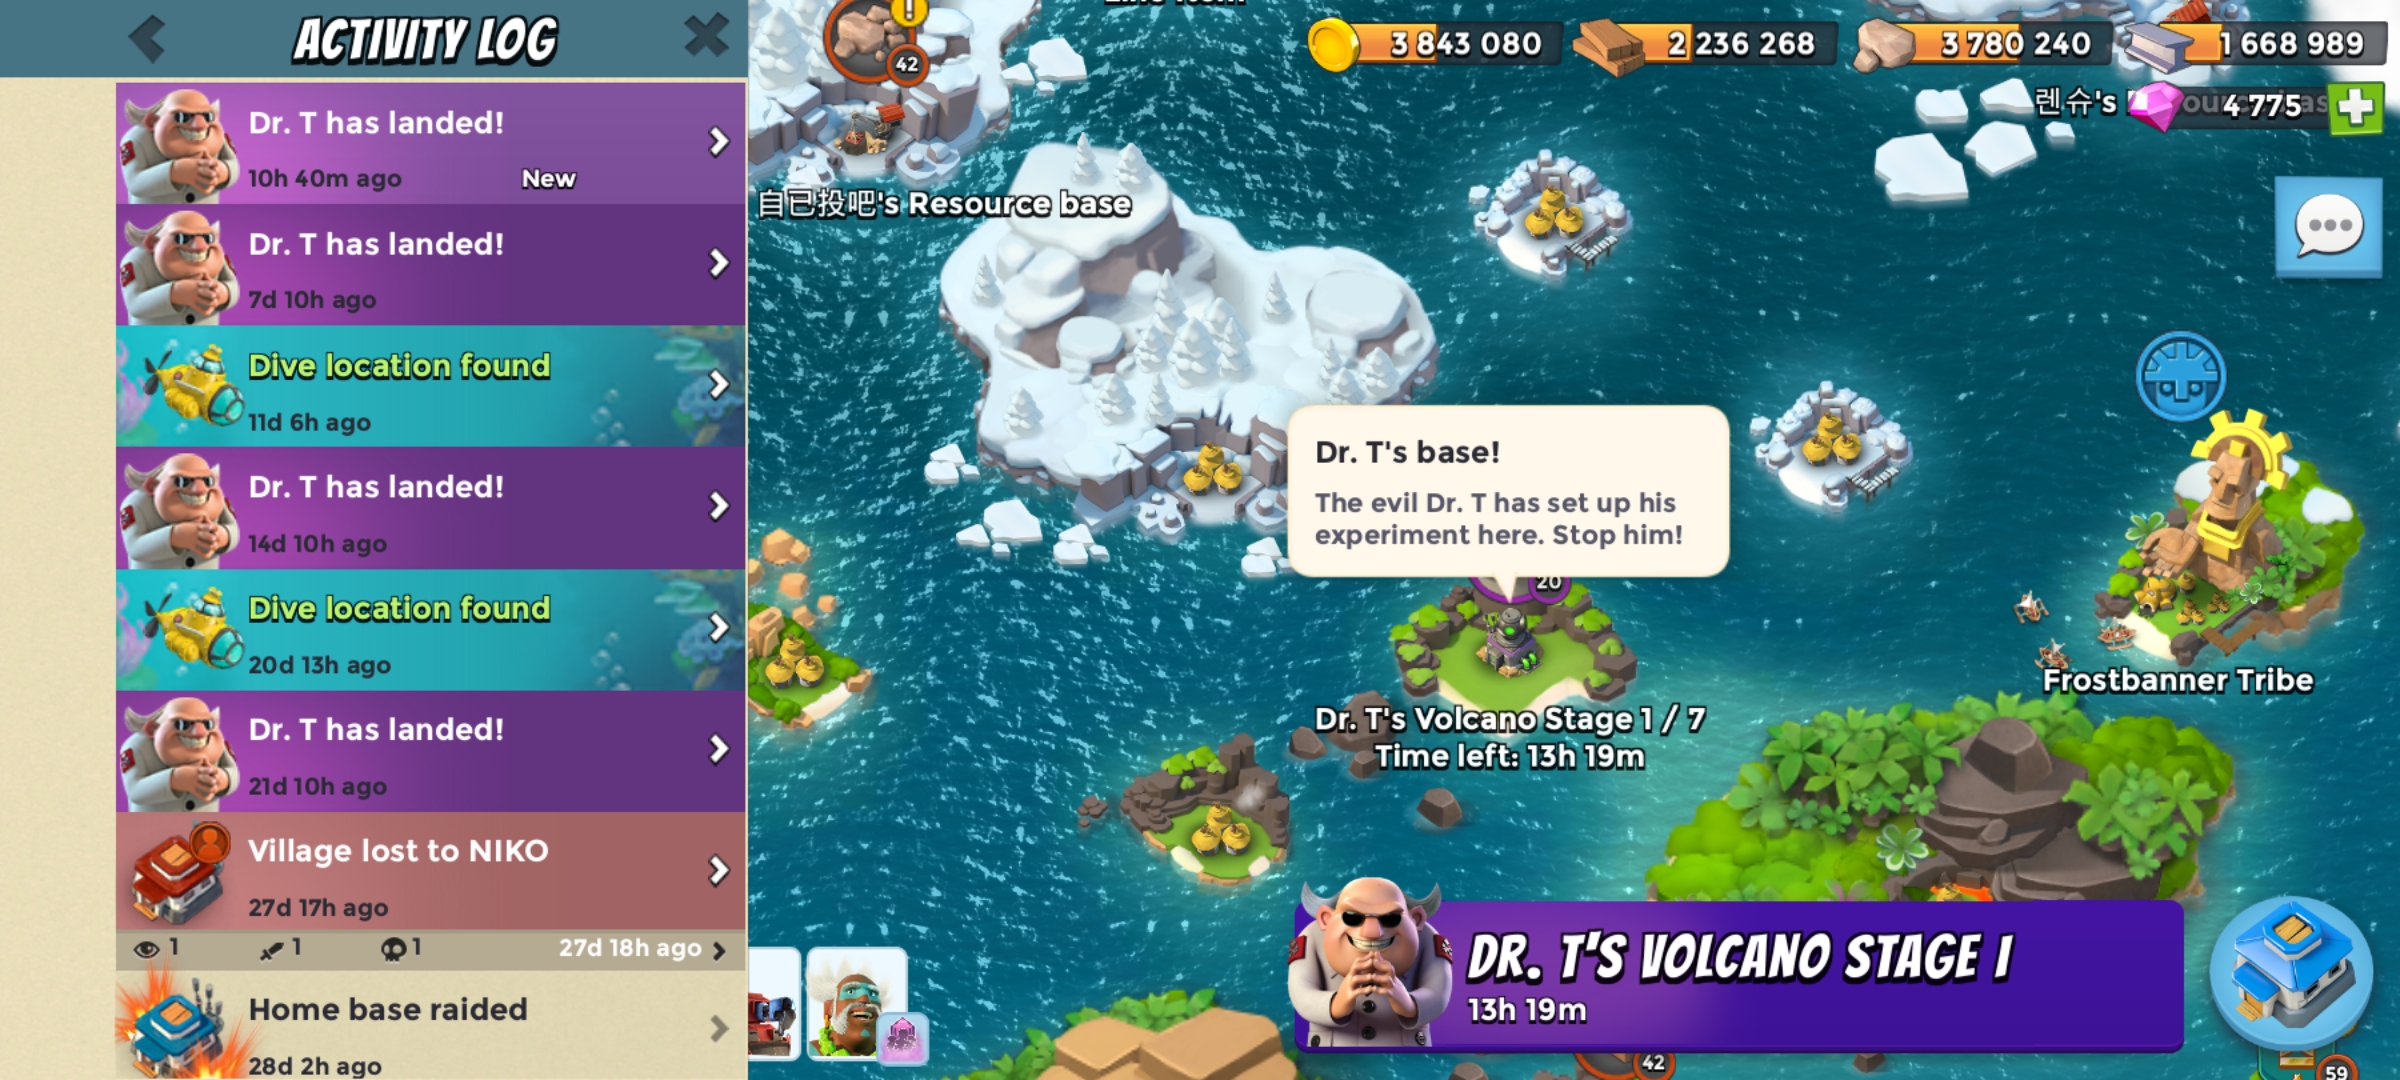 ACTIVITY LOG
Dr. T has landed!
10h 40m ago
New
Dr. T has landed!
7d 10h ago
Dive location found
11d 6h ago
Dr. T has landed!
14d 10h ago
Dive location found
20d 13h ago
Dr. T has landed!
21d 10h ago
Village lost to NIKO
27d 17h ago
1
1
1
27d 18h ago
Home base raided
28d 2h ago
42
3 843 080
2 236 268
3 780 240
1 668 989
렌슈's
4 775
自已投吧's Resource base
Dr. T's base!
The evil Dr. T has set up his
experiment here. Stop him!
20
Dr. T's Volcano Stage 1 / 7
Time left: 13h 19m
Frostbanner Tribe
DR. T'S VOLCANO STAGE 1
13h 19m
42
59